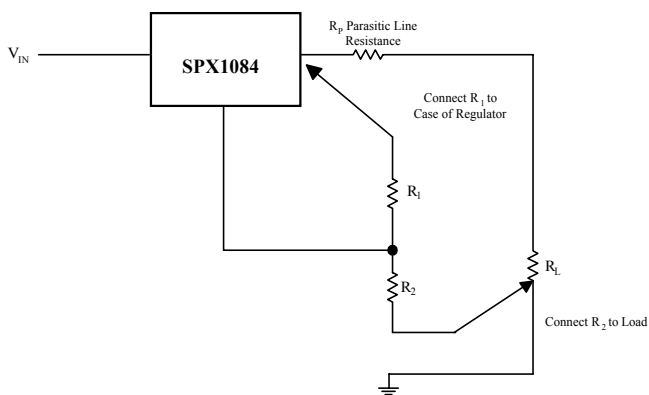 R_P Parasitic Line
Resistance
V_IN
SPX1084
Connect R_1 to
Case of Regulator
R_1
R_L
R_2
Connect R_2 to Load